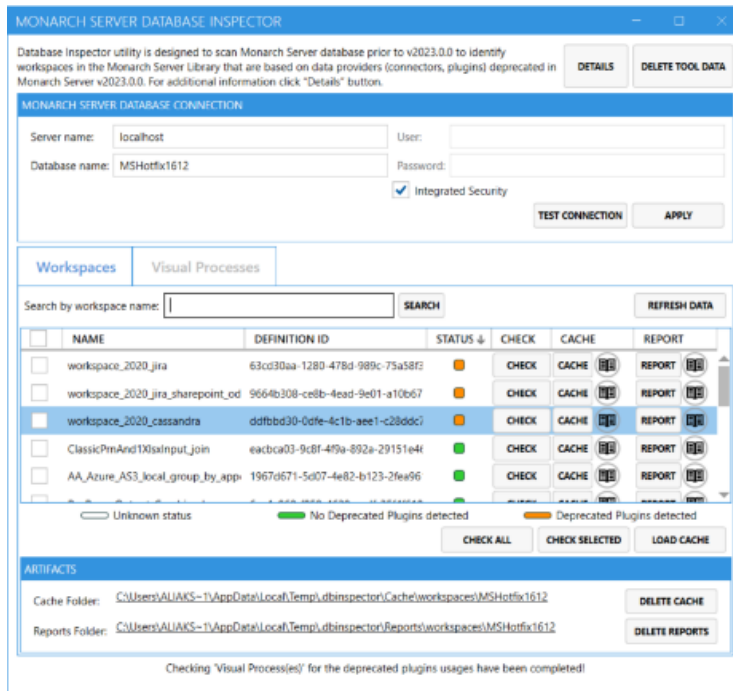 MONARCH SERVER DATABASE INSPECTOR
Database Inspector utility is designed to scan Monarch Server database prior to v2023.0.0 to identify
workspaces in the Monarch Server Library that are based on data providers (connectors, plugins) deprecated in
Monarch Server v2023.0.0. For additional information click "Details" button.
DETAILS DELETE TOOL DATA
MONARCH SERVER DATABASE CONNECTION
Server name: localhost User:
Database name: MSHotfix1612 Password:
Integrated Security
TEST CONNECTION APPLY
Workspaces Visual Processes
Search by workspace name: SEARCH REFRESH DATA
NAME DEFINITION ID STATUS CHECK CACHE REPORT
workspace_2020_jira 63cd30aa-1280-478d-989c-75a58f3 CHECK CACHE REPORT
workspace_2020_jira_sharepoint_od 9664b308-ce8b-4ead-9e01-a10b67 CHECK CACHE REPORT
workspace_2020_cassandra ddfbbd30-0dfe-4c1b-aee1-c28ddc7 CHECK CACHE REPORT
ClassicPrnAnd1XlsxInput_join eacbca03-9c8f-4f9a-892a-29151e4f CHECK CACHE REPORT
AA_Azure_AS3_local_group_by_app 1967d671-5d07-4e82-b123-2fea96 CHECK CACHE REPORT
Unknown status No Deprecated Plugins detected Deprecated Plugins detected
CHECK ALL CHECK SELECTED LOAD CACHE
ARTIFACTS
Cache Folder: C:\Users\ALIAKS~1\AppData\Local\Temp\.dbinspector\Cache\workspaces\MSHotfix1612 DELETE CACHE
Reports Folder: C:\Users\ALIAKS~1\AppData\Local\Temp\.dbinspector\Reports\workspaces\MSHotfix1612 DELETE REPORTS
Checking 'Visual Process(es)' for the deprecated plugins usages have been completed!